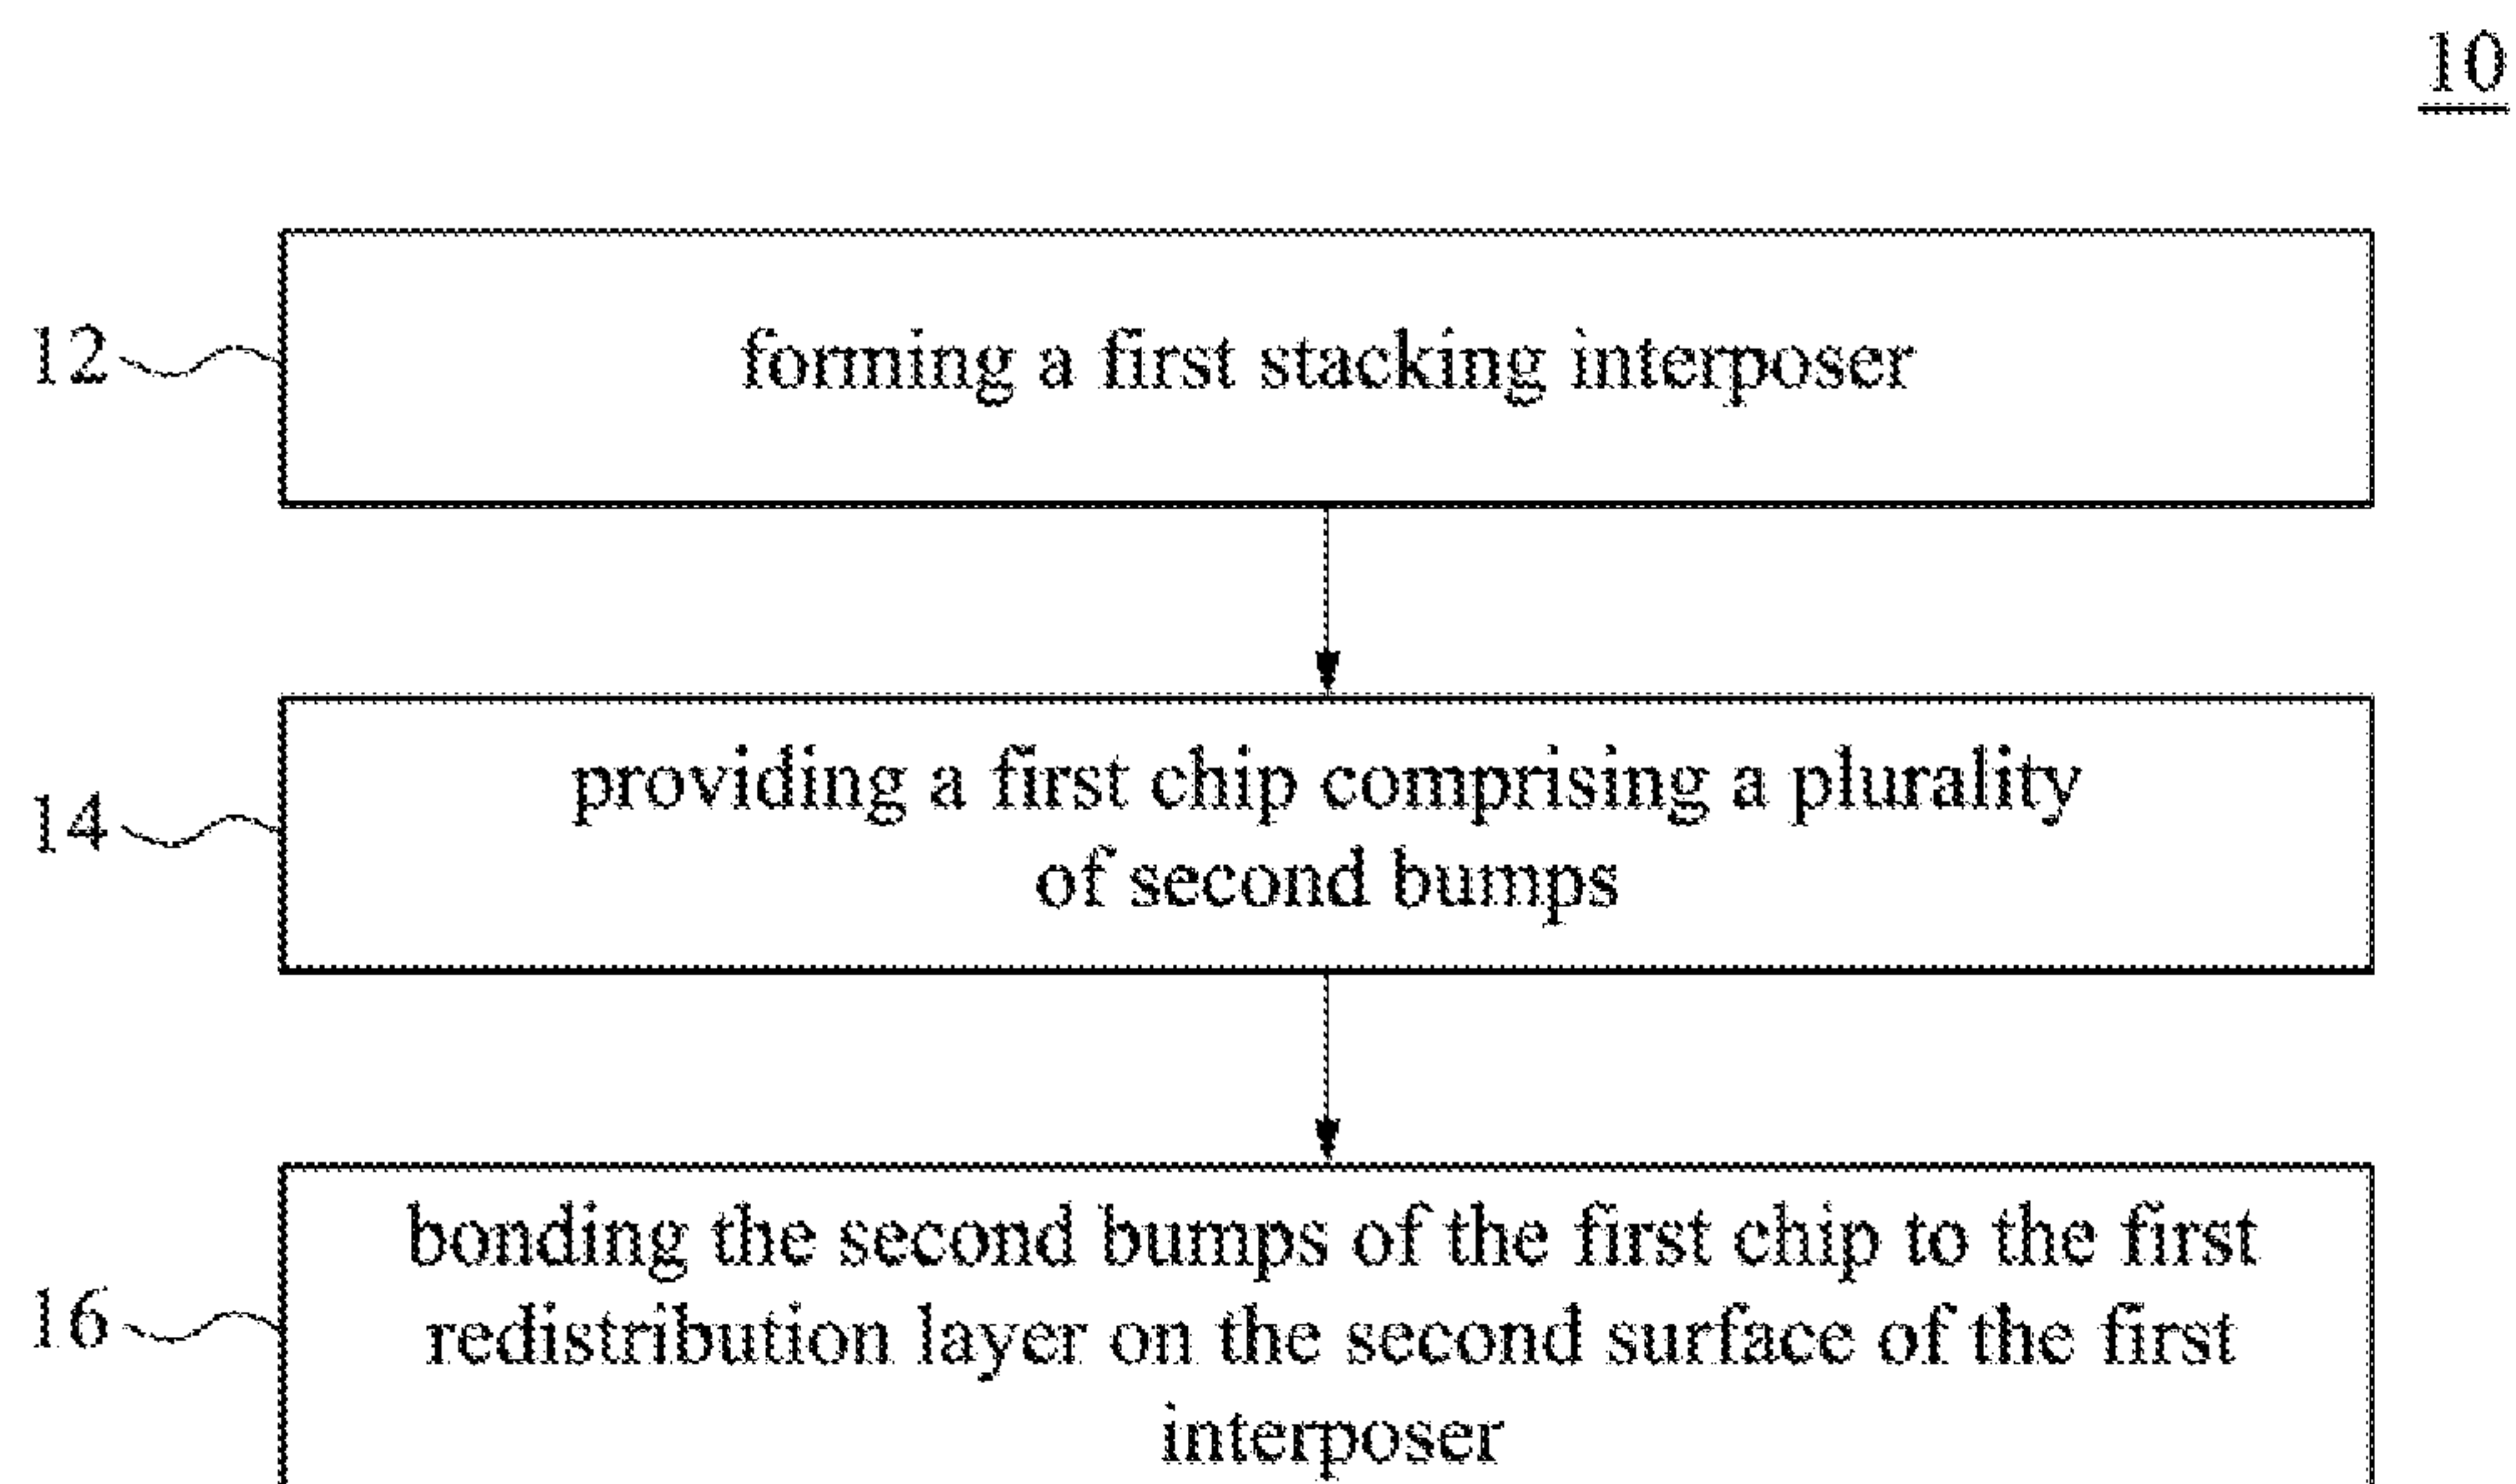 10
12
forming a first stacking interposer
14
providing a first chip comprising a plurality
of second bumps
16
bonding the second bumps of the first chip to the first
redistribution layer on the second surface of the first
interposer